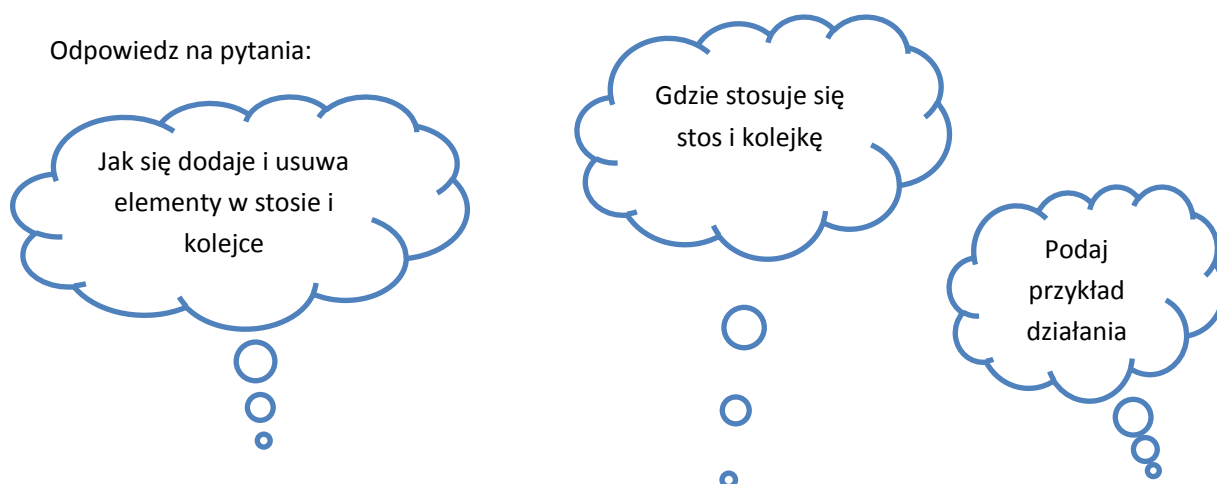 Odpowiedz na pytania:
Jak się dodaje i usuwa
elementy w stosie i
kolejce
Gdzie stosuje się
stos i kolejkę
Podaj
przykład
działania